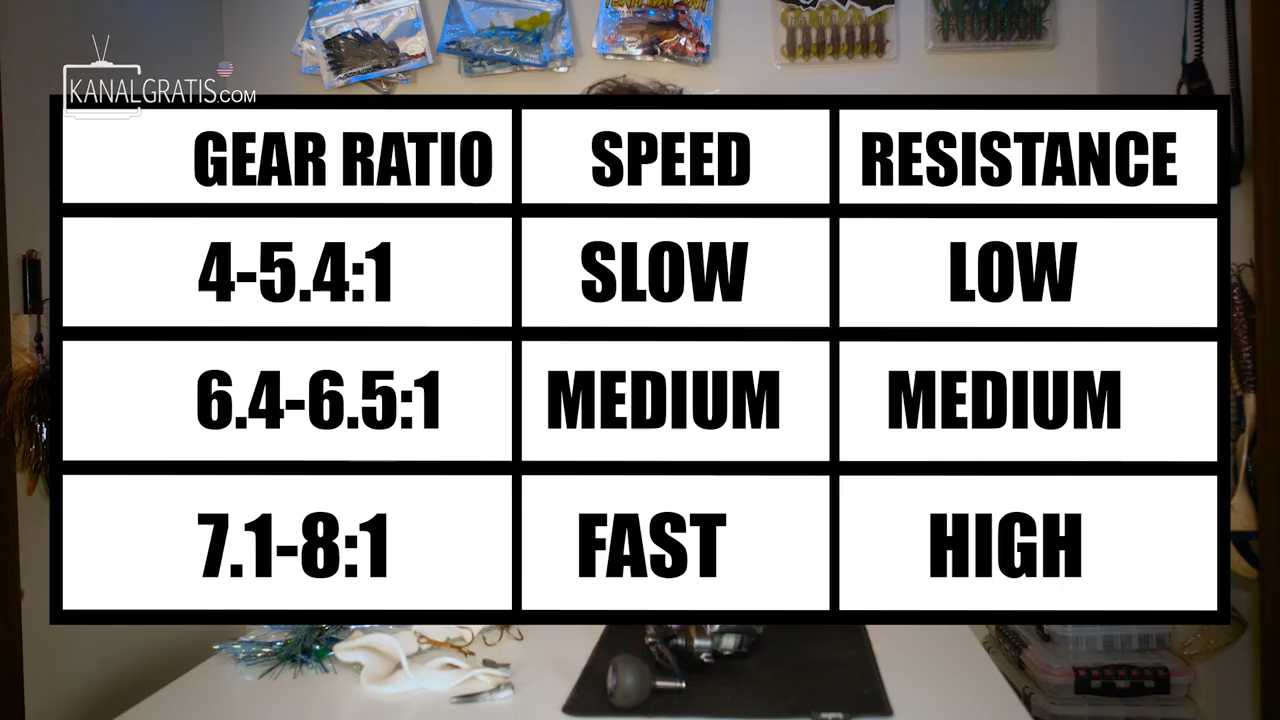 KANALGRATIS.COM
GEAR RATIO SPEED RESISTANCE
4-5.4:1 SLOW LOW
6.4-6.5:1 MEDIUM MEDIUM
7.1-8:1 FAST HIGH